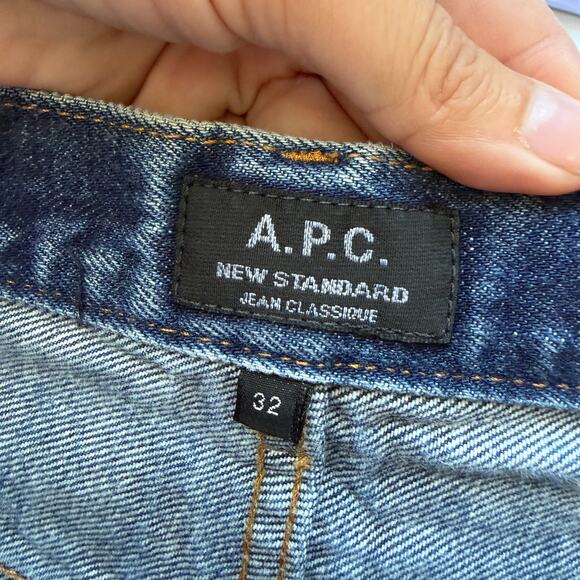 A.P.C.
NEW STANDARD
JEAN CLASSIQUE
32